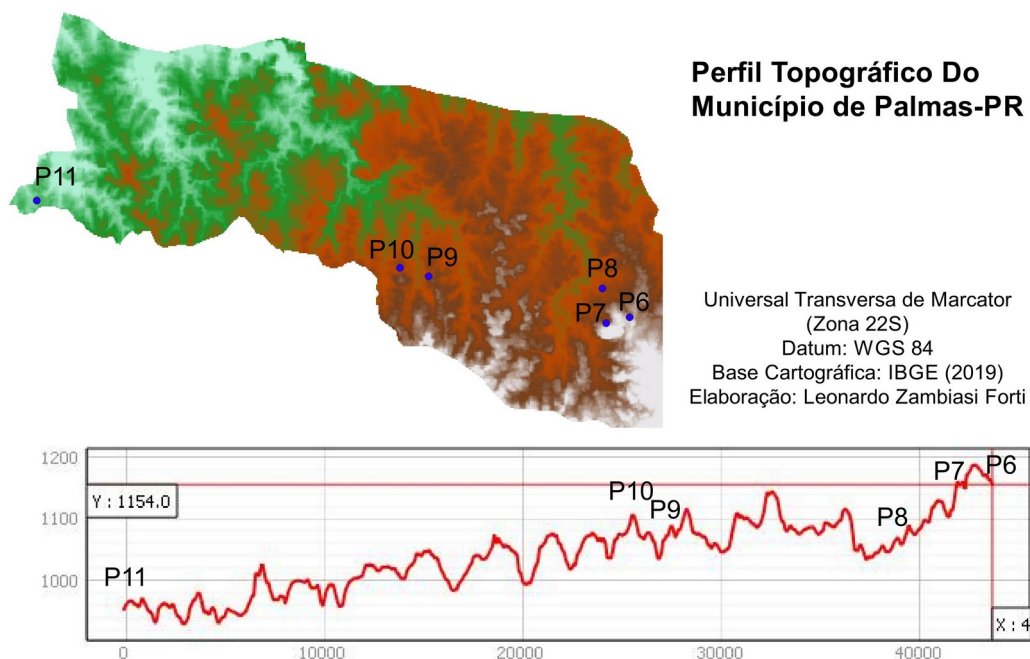 Perfil Topográfico Do
Município de Palmas-PR
P11
P10
P9
P8
P7
P6
Universal Transversa de Marcator
(Zona 22S)
Datum: WGS 84
Base Cartográfica: IBGE (2019)
Elaboração: Leonardo Zambiasi Forti
1200
P7
P6
Y: 1154.0
P10
P9
P8
1100
P11
1000
X: 4
0
10000
20000
30000
40000